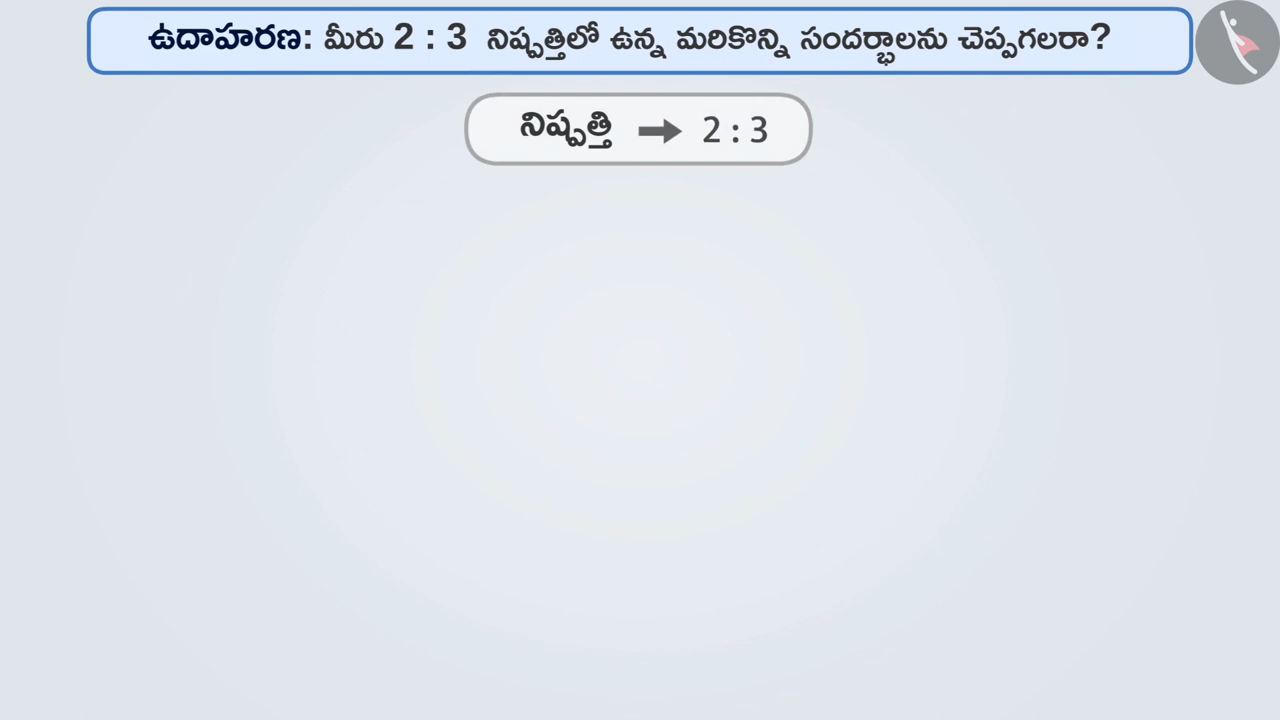 ఉదాహరణ: మీరు 2 : 3 నిష్పత్తిలో ఉన్న మరికొన్ని సందర్భాలను చెప్పగలరా?
నిష్పత్తి ➡ 2 : 3